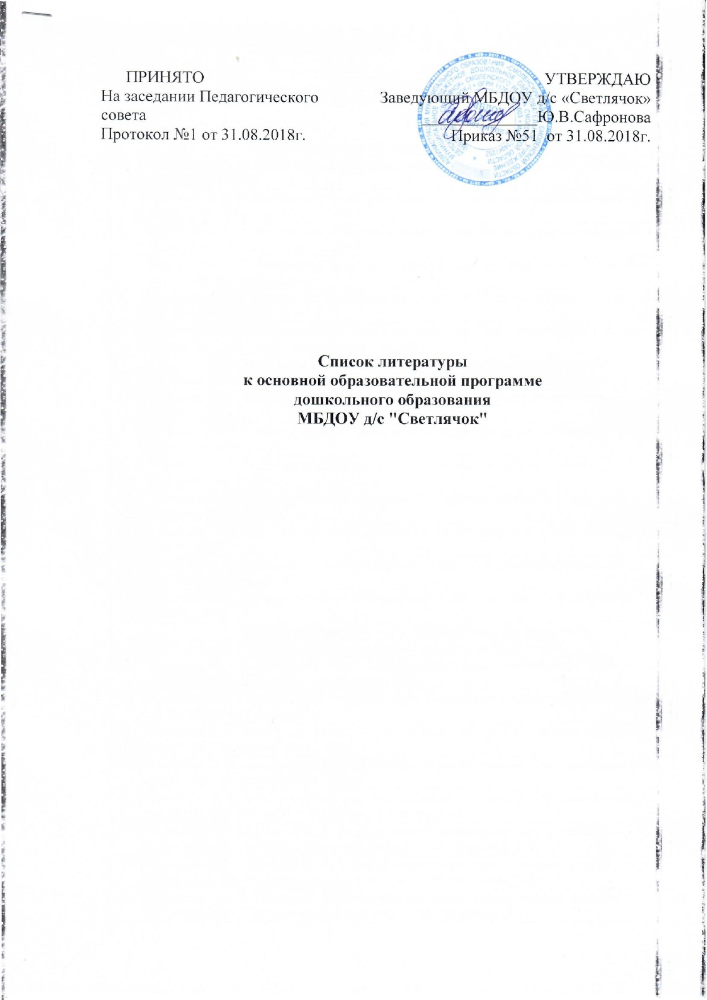 ПРИНЯТО
На заседании Педагогического
совета
Протокол №1 от 31.08.2018г.
УТВЕРЖДАЮ
Заведующий МБДОУ д/с «Светлячок»
Ю.В.Сафронова
Приказ №51 от 31.08.2018г.
Список литературы
к основной образовательной программе
дошкольного образования
МБДОУ д/с "Светлячок"